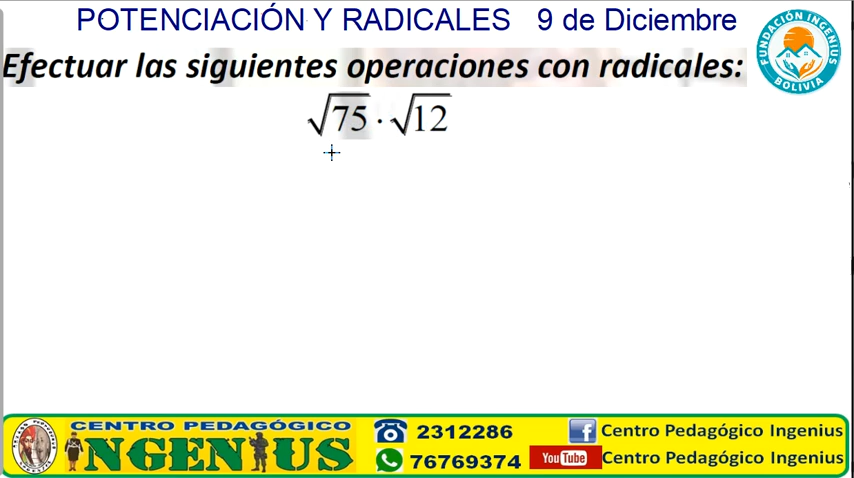 POTENCIACIÓN Y RADICALES 9 de Diciembre
FUNDACIÓN INGENIUS
BOLIVIA
Efectuar las siguientes operaciones con radicales:
√75 · √12
CENTRO PEDAGÓGICO
INGENIUS
2312286
76769374
f Centro Pedagógico Ingenius
YouTube Centro Pedagógico Ingenius